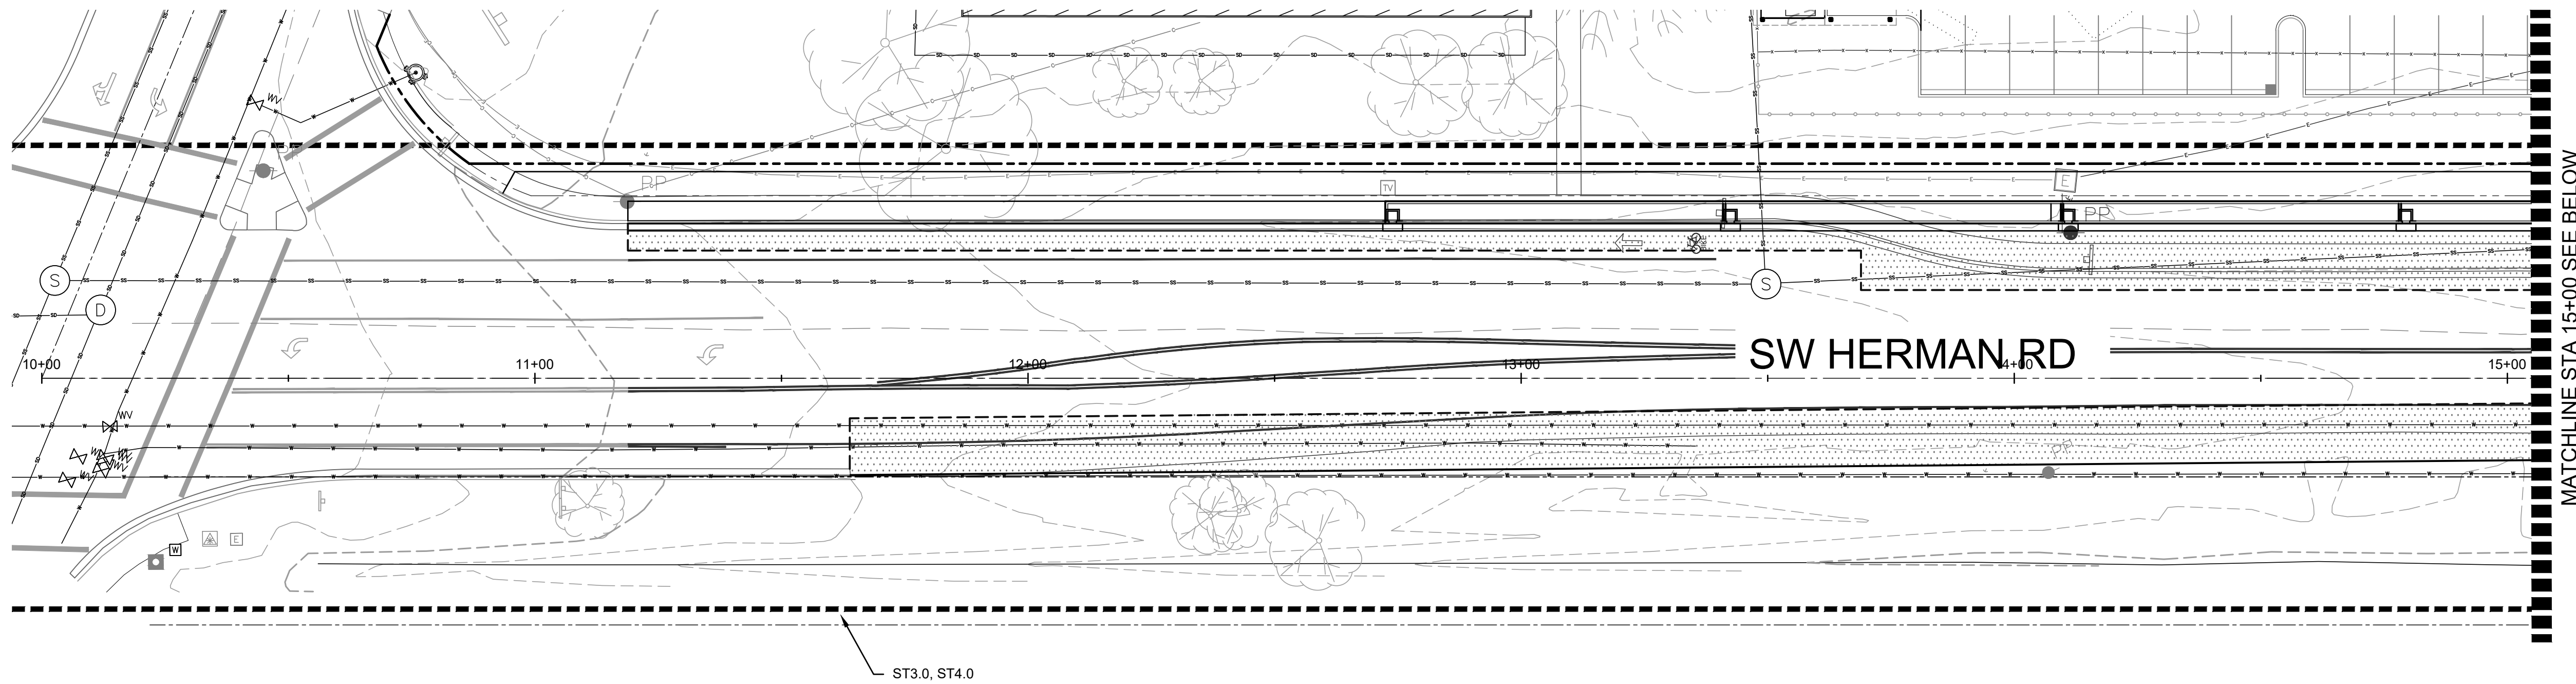 WV
PP
TV
E
PP
S
D
S
SW HERMAN RD
10+00
11+00
12+00
13+00
14+00
15+00
MATCHLINE STA 15+00 SEE BELOW
WV
W
E
ST3.0, ST4.0